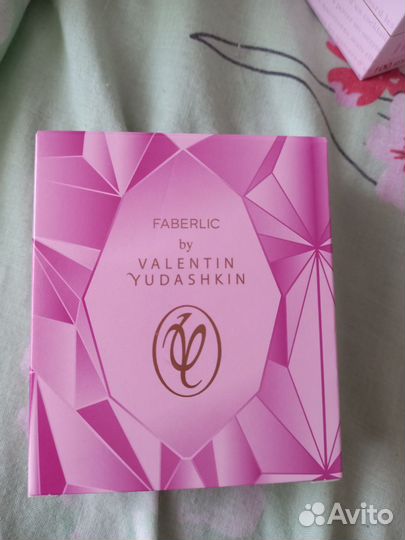 FABERLIC
by
VALENTIN
YUDASHKIN
Avito